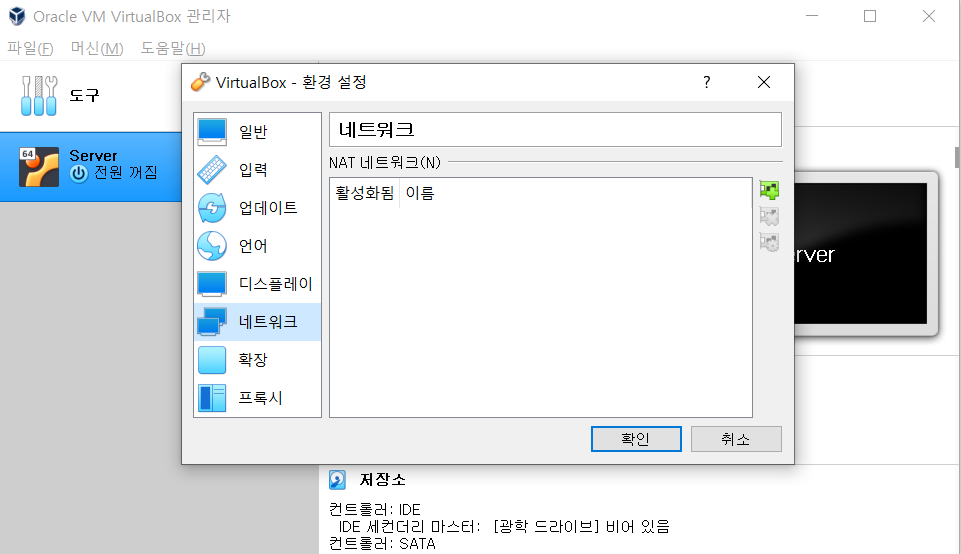 Oracle VM VirtualBox 관리자
파일(F) 머신(M) 도움말(H)
도구
64
Server
전원 꺼짐
VirtualBox - 환경 설정
?
일반
입력
업데이트
언어
디스플레이
네트워크
확장
프록시
네트워크
NAT 네트워크(N)
활성화됨 이름
확인 취소
erver
저장소
컨트롤러: IDE
IDE 세컨더리 마스터: [광학 드라이브] 비어 있음
컨트롤러: SATA